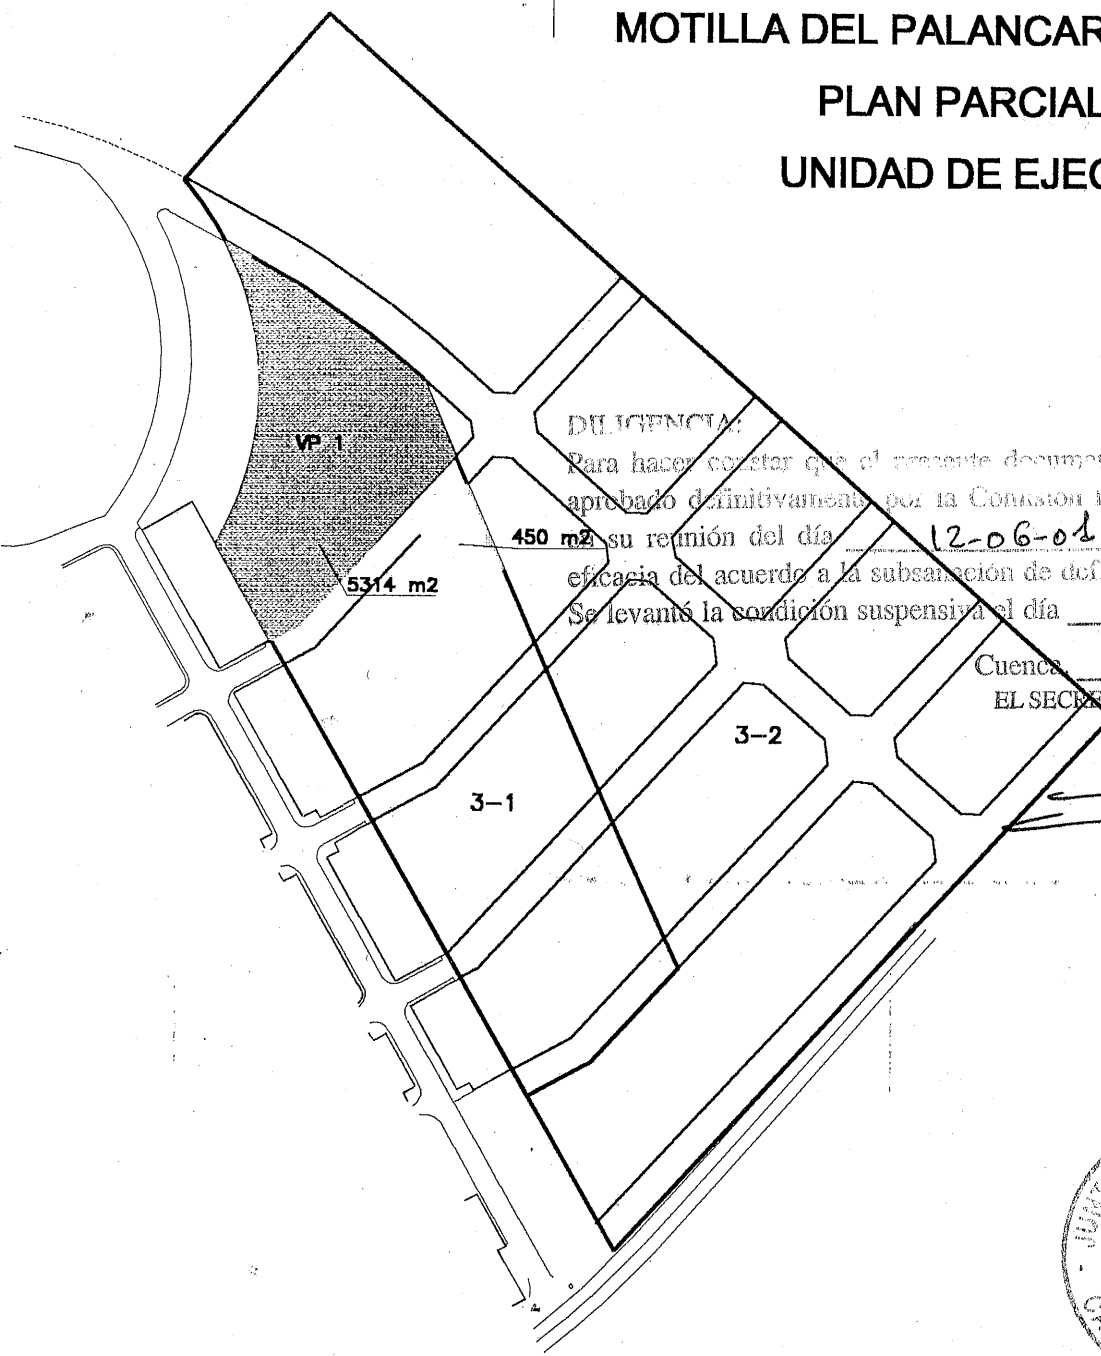 MOTILLA DEL PALANCAR
PLAN PARCIAL
UNIDAD DE EJEC
DILIGENCIA:
Para hacer constar que el presente documen
aprobado definitivamente por la Comisión
su reunión del día 12-06-01
eficacia del acuerdo a la subsanación de def
Se levantó la condición suspensiva el día
Cuenca,
EL SECRE
VP 1
450 m2
5314 m2
3-2
3-1
JUNT